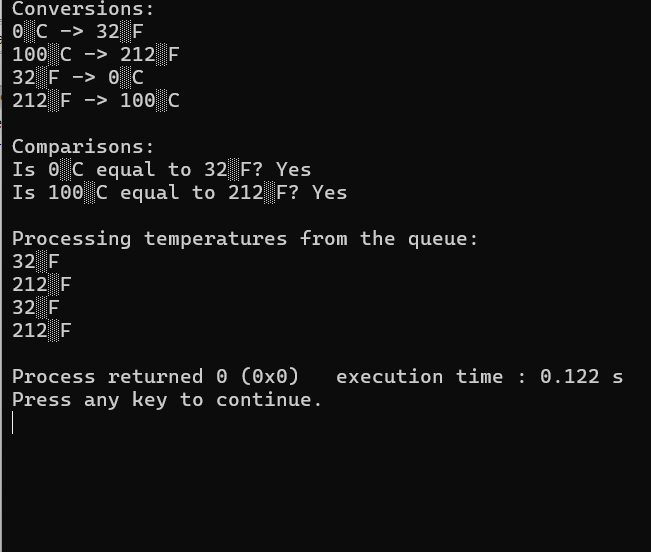 Conversions:
0░C -> 32░F
100░C -> 212░F
32░F -> 0░C
212░F -> 100░C
Comparisons:
Is 0░C equal to 32░F? Yes
Is 100░C equal to 212░F? Yes
Processing temperatures from the queue:
32░F
212░F
32░F
212░F
Process returned 0 (0x0)   execution time : 0.122 s
Press any key to continue.